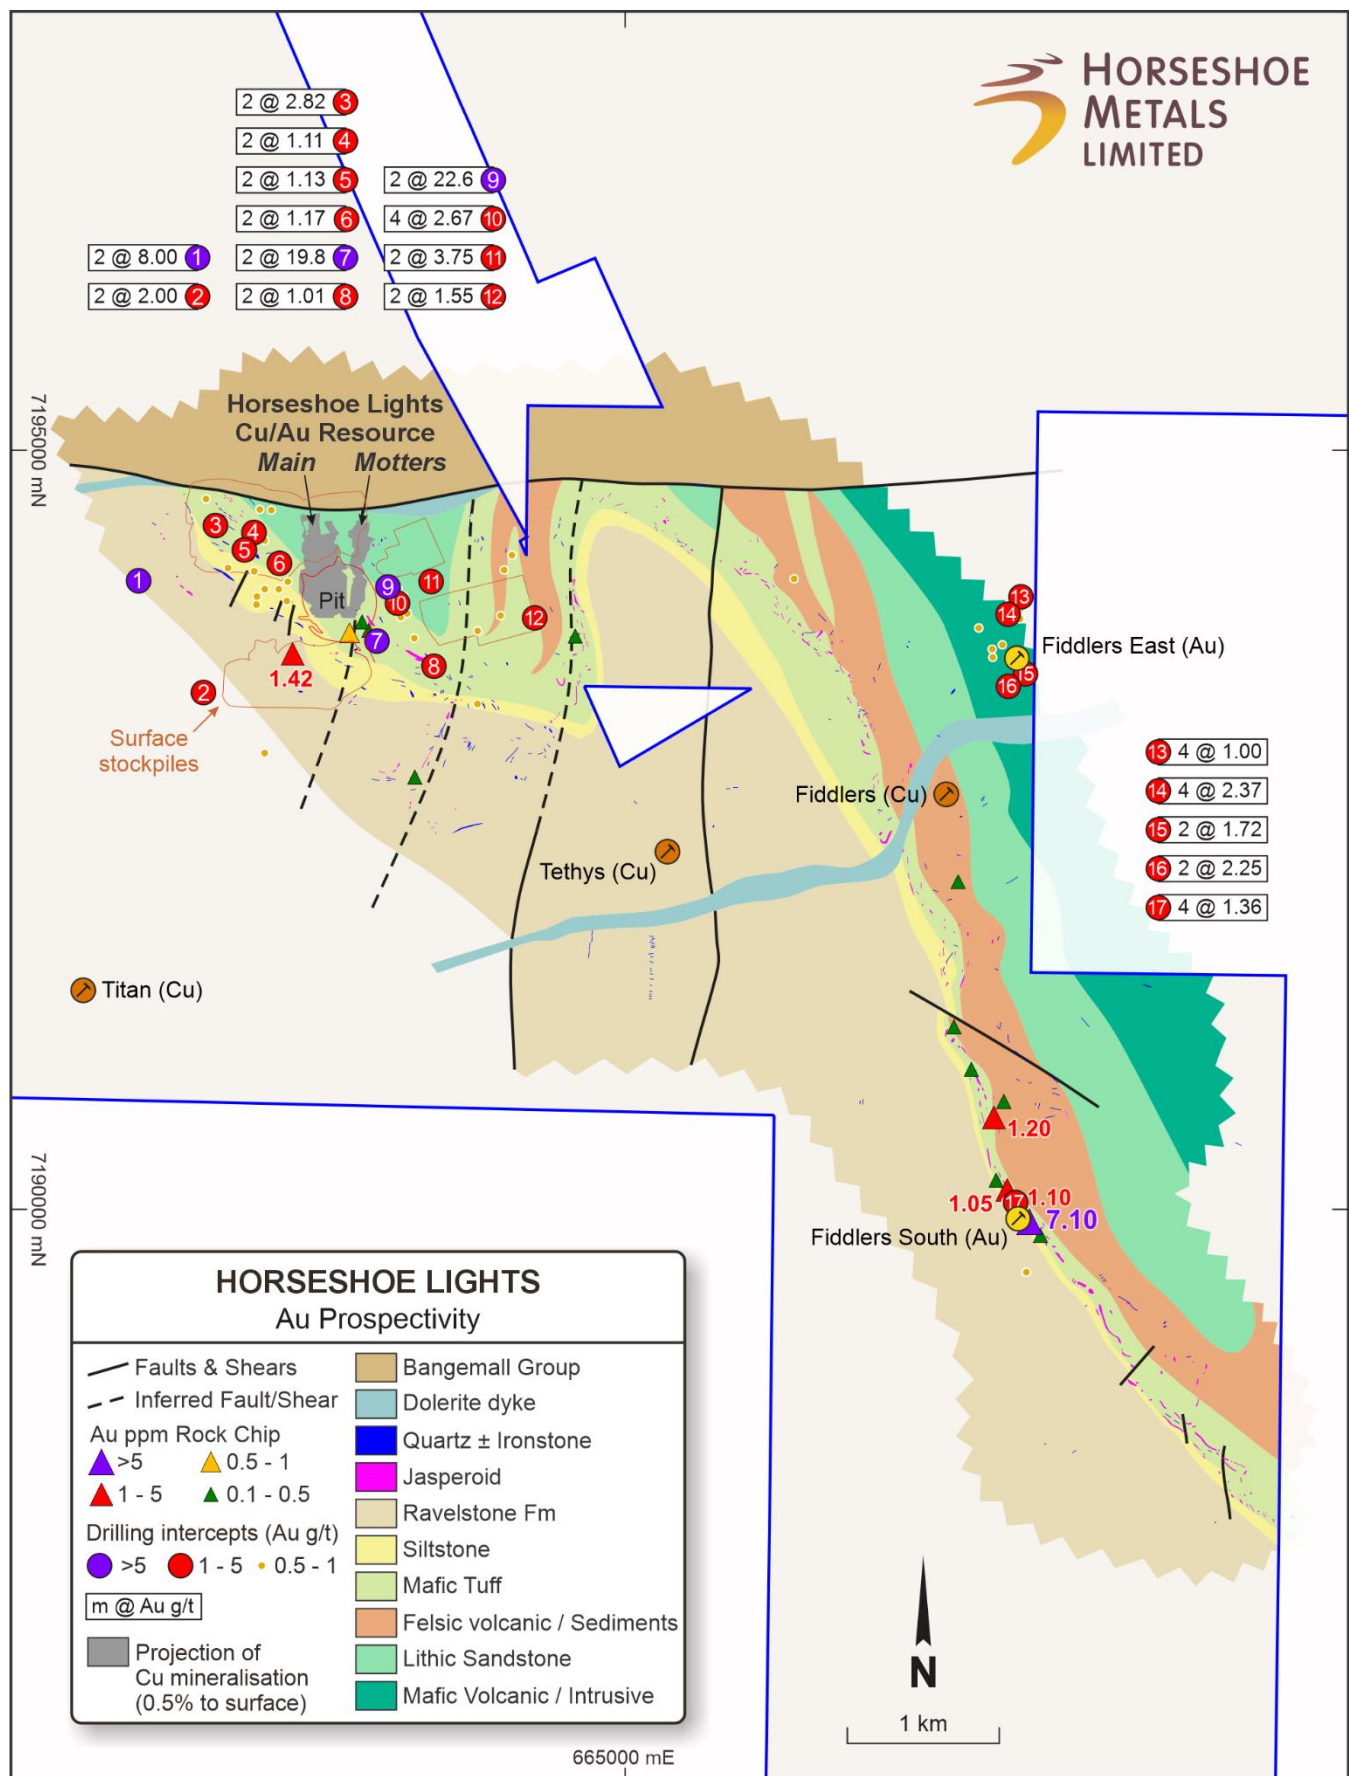 HORSESHOE
METALS
LIMITED
2 @ 2.82 3
2 @ 1.11 4
2 @ 1.13 5
2 @ 1.17 6
2 @ 19.8 7
2 @ 1.01 8
2 @ 22.6 9
4 @ 2.67 10
2 @ 3.75 11
2 @ 1.55 12
2 @ 8.00 1
2 @ 2.00 2
7195000 mN
Horseshoe Lights
Cu/Au Resource
Main Motters
3
4
5
6
1
Pit
9
10
11
12
7
8
1.42
2
Surface
stockpiles
13
14
Fiddlers East (Au)
15
16
13 4 @ 1.00
14 4 @ 2.37
15 2 @ 1.72
16 2 @ 2.25
17 4 @ 1.36
Fiddlers (Cu)
Tethys (Cu)
Titan (Cu)
1.20
7190000 mN
1.05
17
1.10
7.10
Fiddlers South (Au)
HORSESHOE LIGHTS
Au Prospectivity
Faults & Shears
Inferred Fault/Shear
Au ppm Rock Chip
>5
0.5 - 1
1 - 5
0.1 - 0.5
Drilling intercepts (Au g/t)
>5
1 - 5
0.5 - 1
m @ Au g/t
Projection of
Cu mineralisation
(0.5% to surface)
Bangemall Group
Dolerite dyke
Quartz ± Ironstone
Jasperoid
Ravelstone Fm
Siltstone
Mafic Tuff
Felsic volcanic / Sediments
Lithic Sandstone
Mafic Volcanic / Intrusive
N
1 km
665000 mE